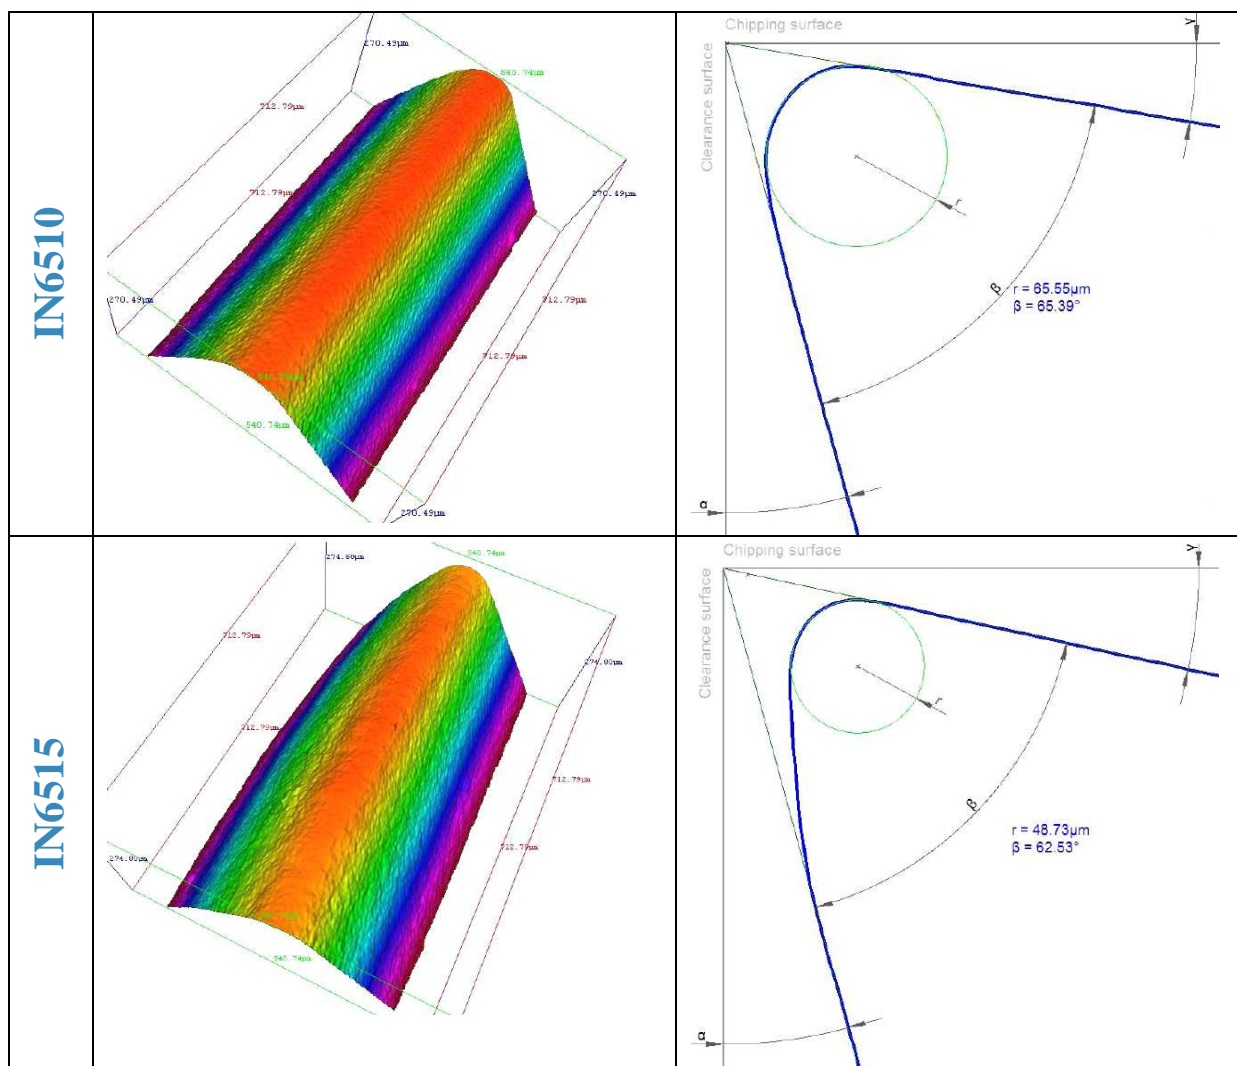 IN6510
270.49µm
540.74µm
712.79µm
712.79µm
270.49µm
270.49µm
712.79µm
712.79µm
540.74µm
270.49µm
Chipping surface
Clearance surface
γ
r
β
r = 65.55µm
β = 65.39°
α
IN6515
274.80µm
540.74µm
712.79µm
274.80µm
712.79µm
712.79µm
712.79µm
274.80µm
540.74µm
Chipping surface
Clearance surface
γ
r
β
r = 48.73µm
β = 62.53°
α